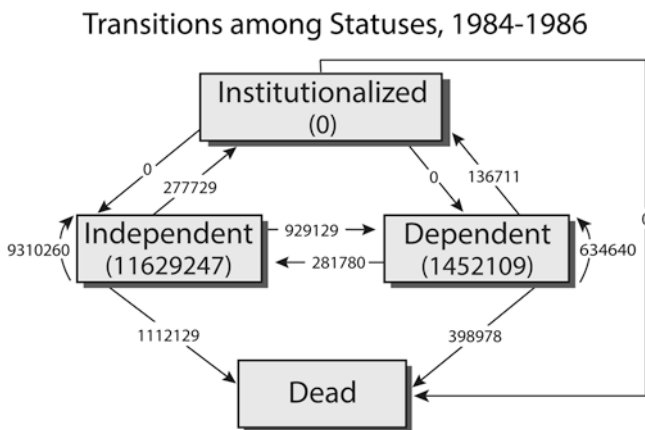 Transitions among Statuses, 1984-1986
Institutionalized
(0)
0
277729
0
136711
0
9310260
Independent
(11629247)
929129
281780
Dependent
(1452109)
634640
1112129
398978
Dead